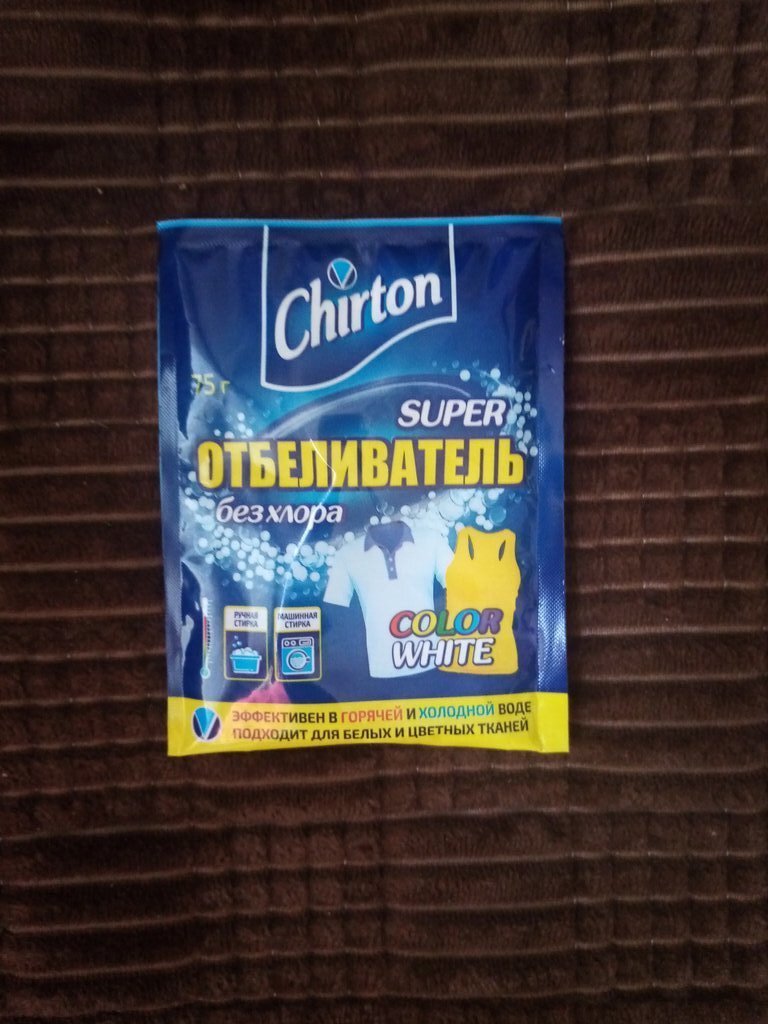 Chirton
75 г
SUPER
ОТБЕЛИВАТЕЛЬ
без хлора
РУЧНАЯ
СТИРКА
МАШИННАЯ
СТИРКА
COLOR
WHITE
ЭФФЕКТИВЕН В ГОРЯЧЕЙ И ХОЛОДНОЙ ВОДЕ
ПОДХОДИТ ДЛЯ БЕЛЫХ И ЦВЕТНЫХ ТКАНЕЙ